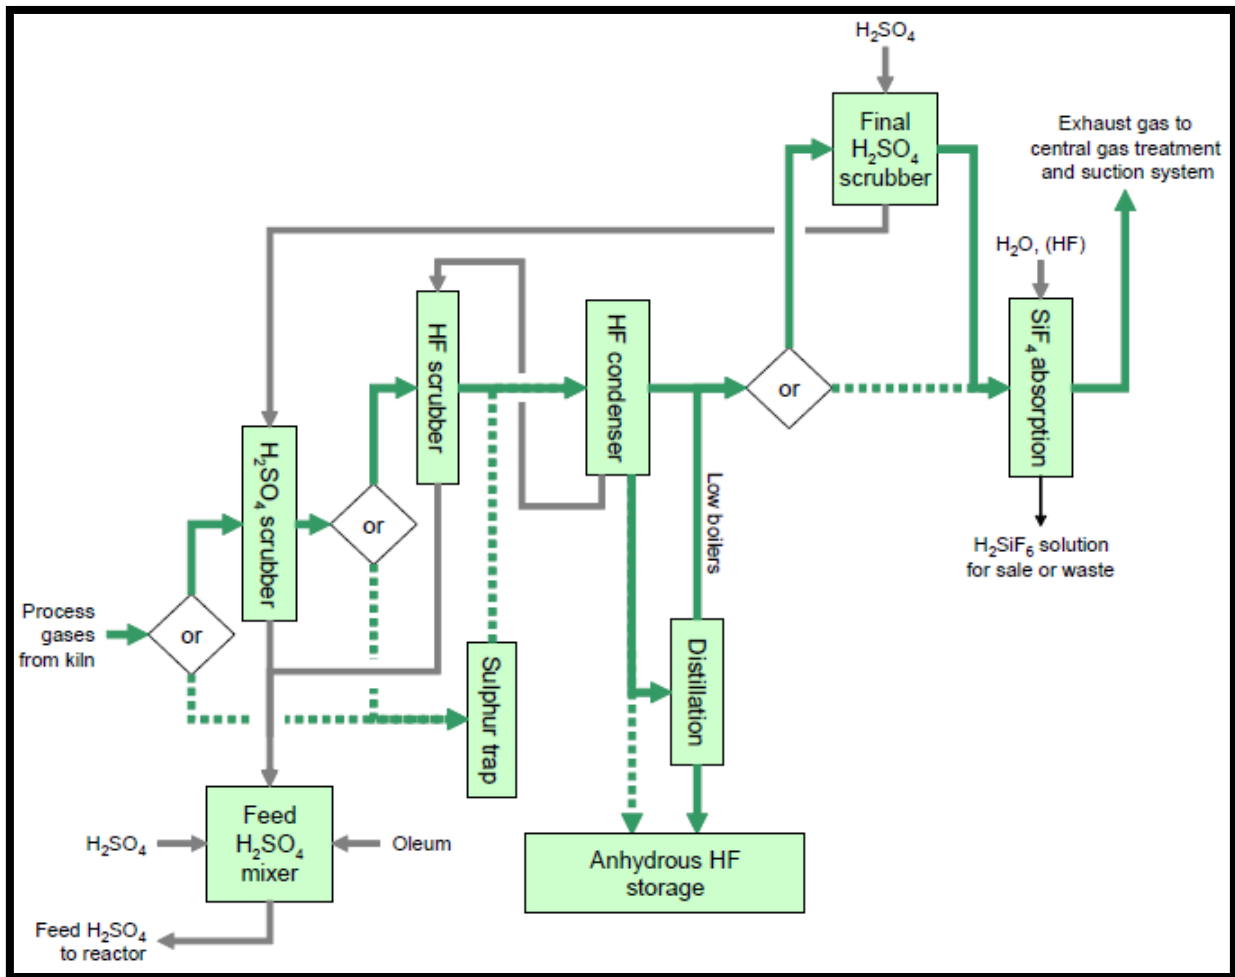 H₂SO₄
Final
H₂SO₄
scrubber
Exhaust gas to
central gas treatment
and suction system
H₂O, (HF)
SiF₄ absorption
HF scrubber
HF condenser
or
H₂SO₄ scrubber
or
Low boilers
H₂SiF₆ solution
for sale or waste
Process
gases
from kiln
or
Sulphur trap
Distillation
Feed
H₂SO₄
mixer
H₂SO₄
Oleum
Anhydrous HF
storage
Feed H₂SO₄
to reactor